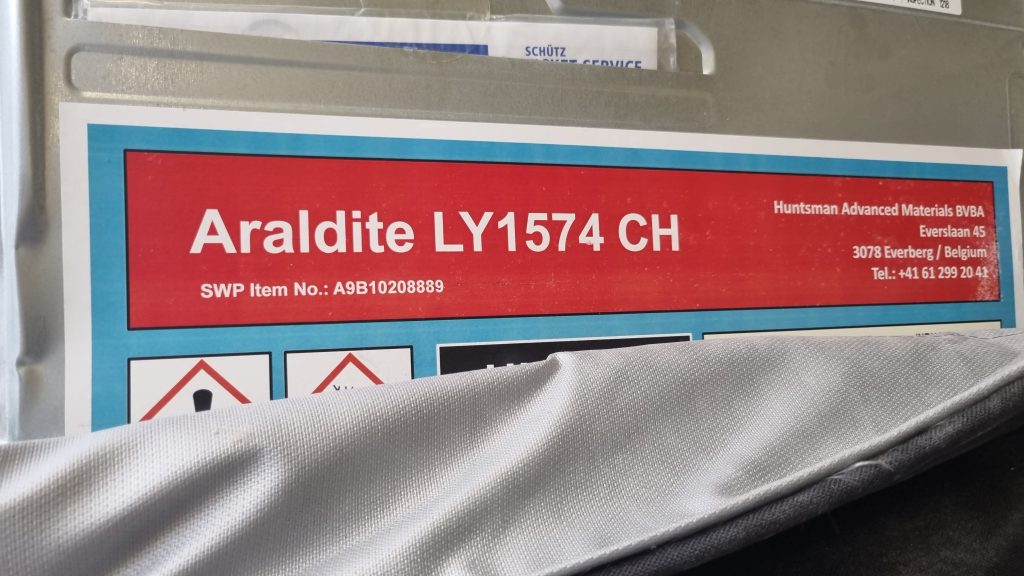 SCHÜTZ
Araldite LY1574 CH
SWP Item No.: A9B10208889
Huntsman Advanced Materials BVBA
Everslaan 45
3078 Everberg / Belgium
Tel.: +41 61 299 20 41